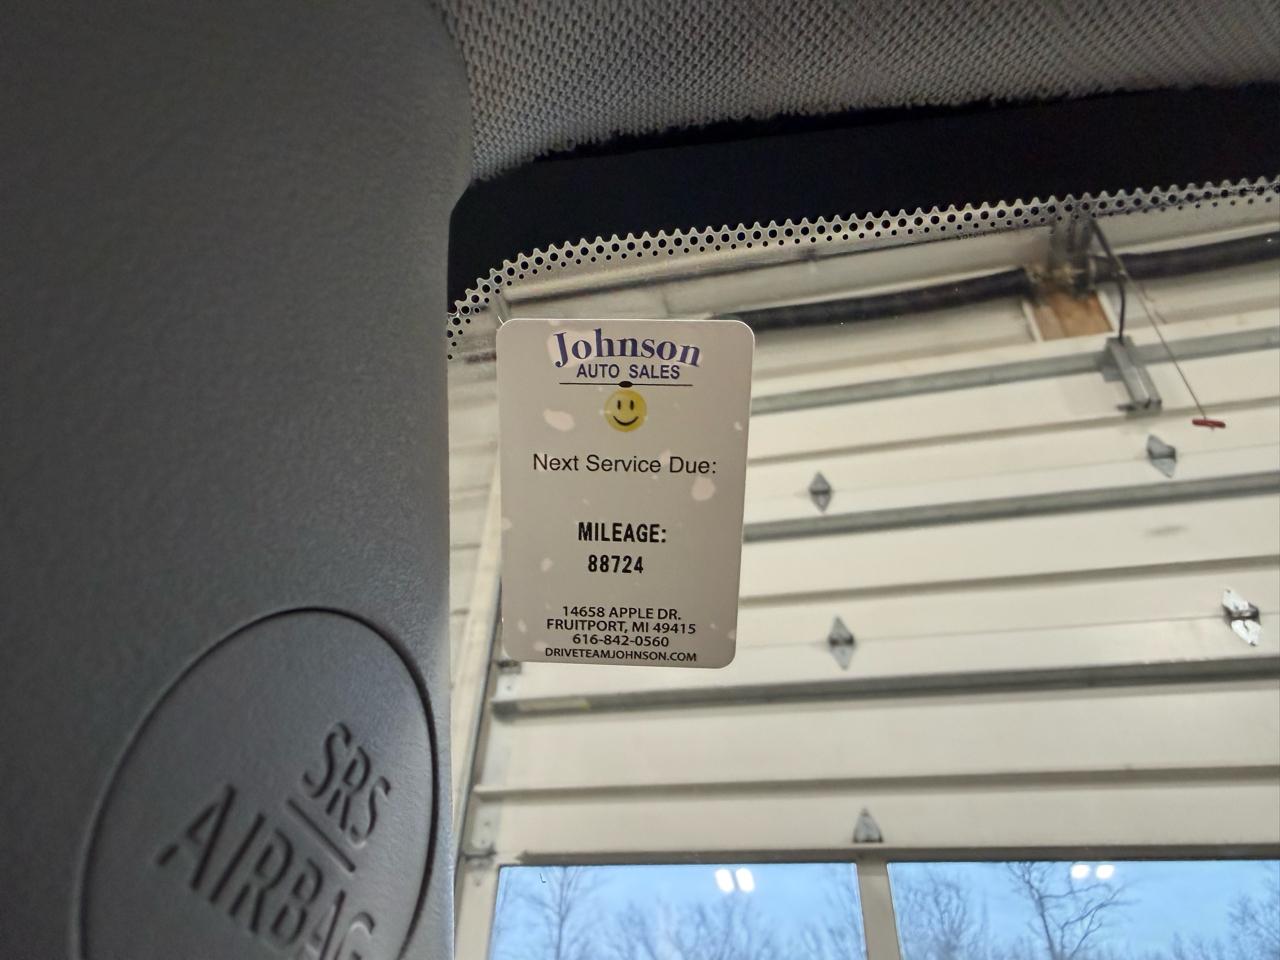 Johnson
AUTO SALES
Next Service Due:
MILEAGE:
88724
14658 APPLE DR.
FRUITPORT, MI 49415
616-842-0560
DRIVETEAMJOHNSON.COM
SRS
AIRBAG